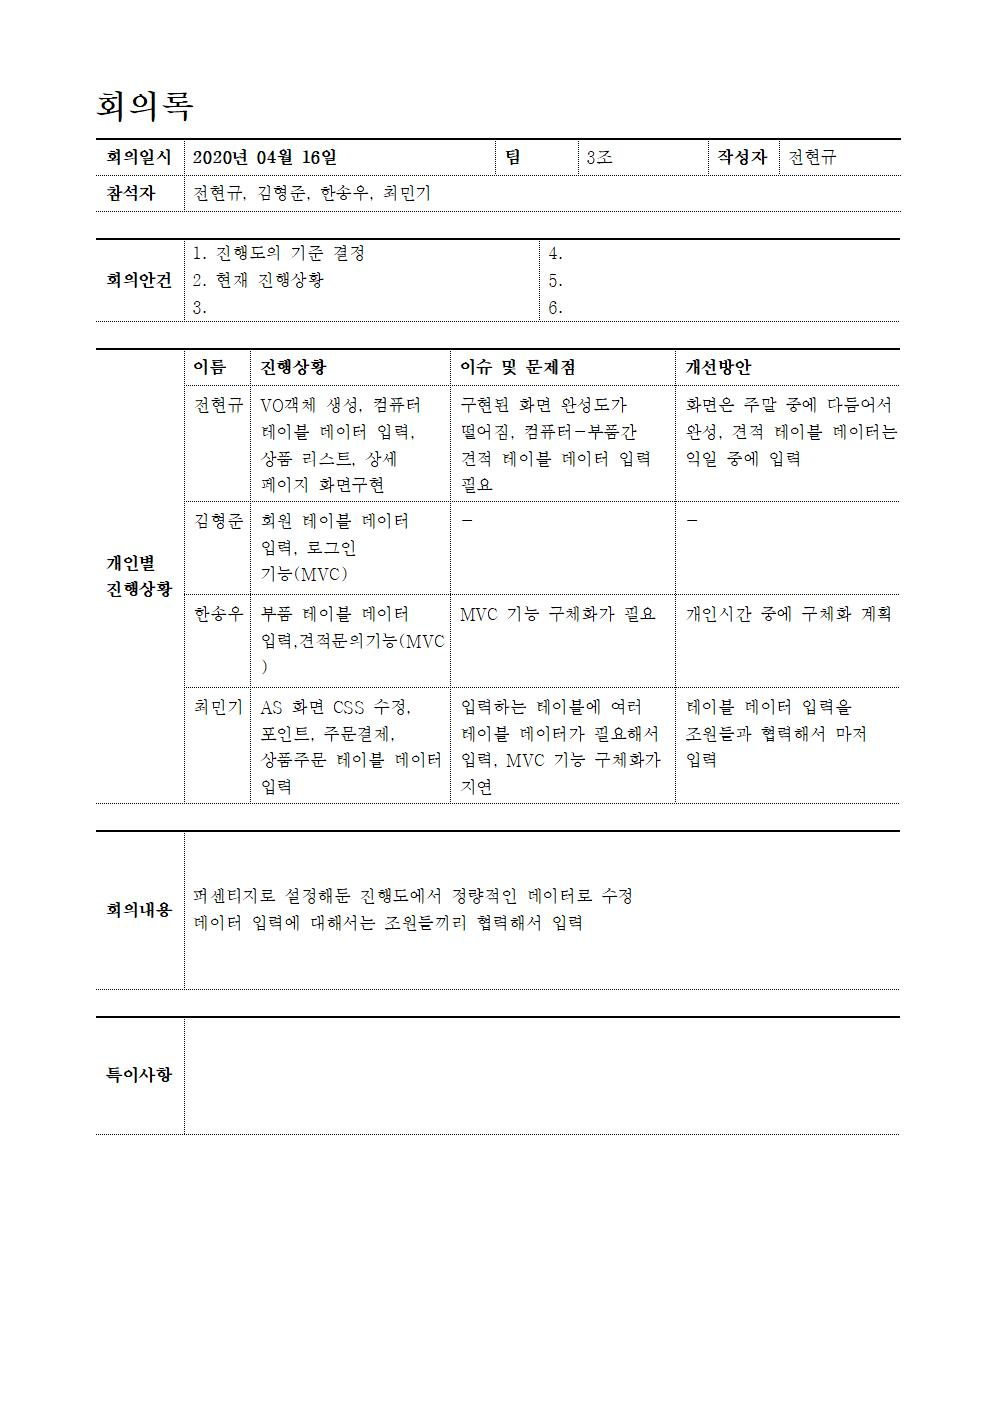 회의록
회의일시 2020년 04월 16일 팀 3조 작성자 전현규
참석자 전현규, 김형준, 한송우, 최민기
회의안건
1. 진행도의 기준 결정
2. 현재 진행상황
3.
4.
5.
6.
개인별
진행상황
이름 진행상황 이슈 및 문제점 개선방안
전현규
VO객체 생성, 컴퓨터
테이블 데이터 입력,
상품 리스트, 상세
페이지 화면구현
구현된 화면 완성도가
떨어짐, 컴퓨터-부품간
견적 테이블 데이터 입력
필요
화면은 주말 중에 다듬어서
완성, 견적 테이블 데이터는
익일 중에 입력
김형준
회원 테이블 데이터
입력, 로그인
기능(MVC)
-
-
한송우
부품 테이블 데이터
입력,견적문의기능(MVC
)
MVC 기능 구체화가 필요
개인시간 중에 구체화 계획
최민기
AS 화면 CSS 수정,
포인트, 주문결제,
상품주문 테이블 데이터
입력
입력하는 테이블에 여러
테이블 데이터가 필요해서
입력, MVC 기능 구체화가
지연
테이블 데이터 입력을
조원들과 협력해서 마저
입력
회의내용
퍼센티지로 설정해둔 진행도에서 정량적인 데이터로 수정
데이터 입력에 대해서는 조원들끼리 협력해서 입력
특이사항